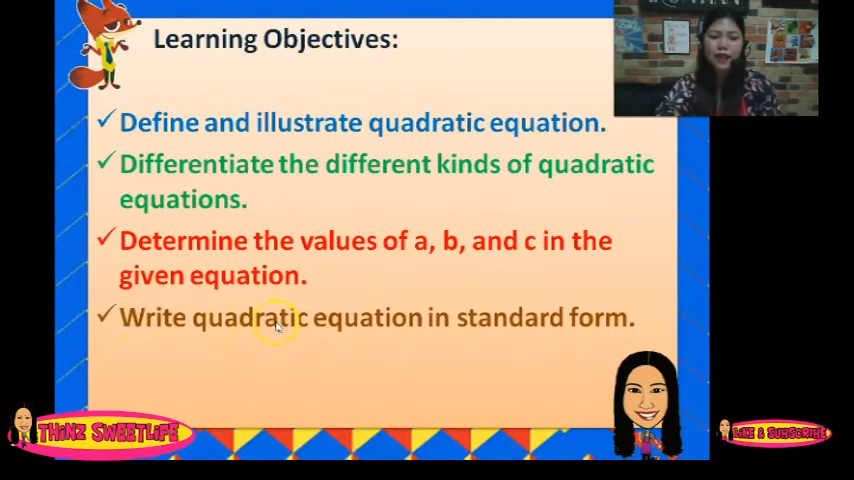 Learning Objectives:
✓Define and illustrate quadratic equation.
✓Differentiate the different kinds of quadratic
equations.
✓Determine the values of a, b, and c in the
given equation.
✓Write quadratic equation in standard form.
THINZ SWEETLIFE
LIKE & SUBSCRIBE